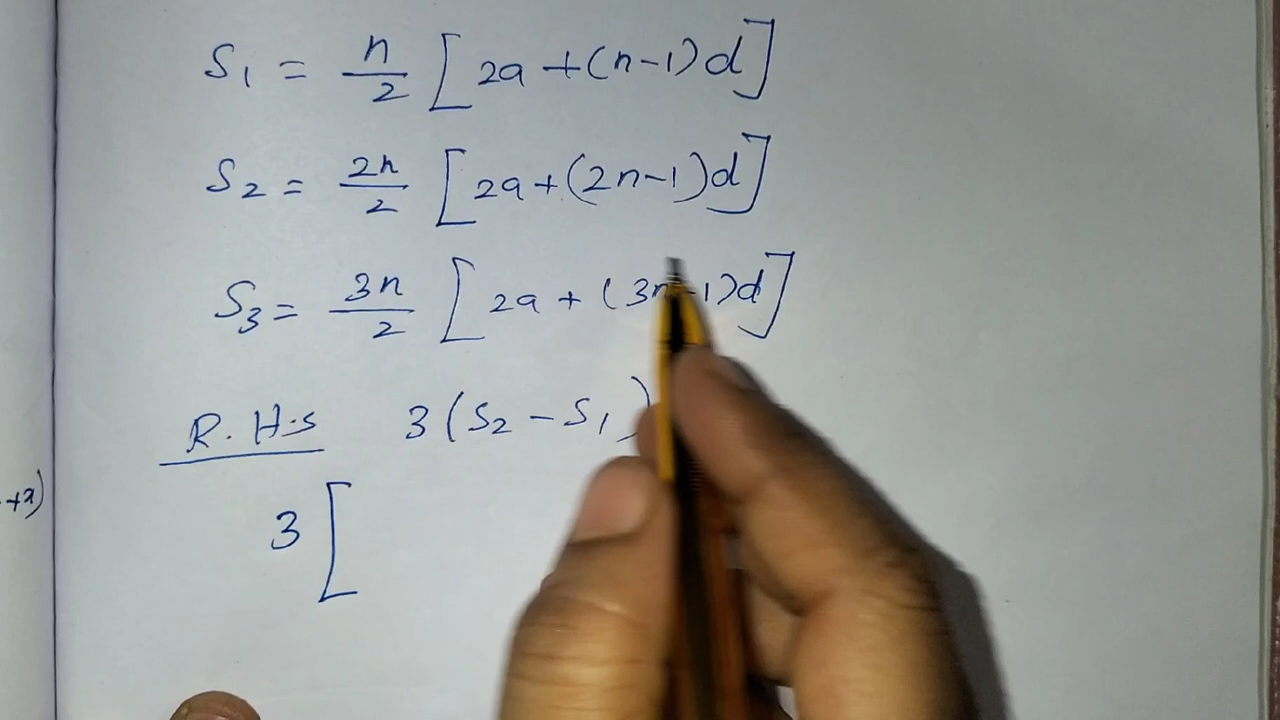 S₁ = n/2 [2a + (n-1)d]
S₂ = 2n/2 [2a + (2n-1)d]
S₃ = 3n/2 [2a + (3n-1)d]
R.H.S 3(S₂ - S₁)
+x)
3 [